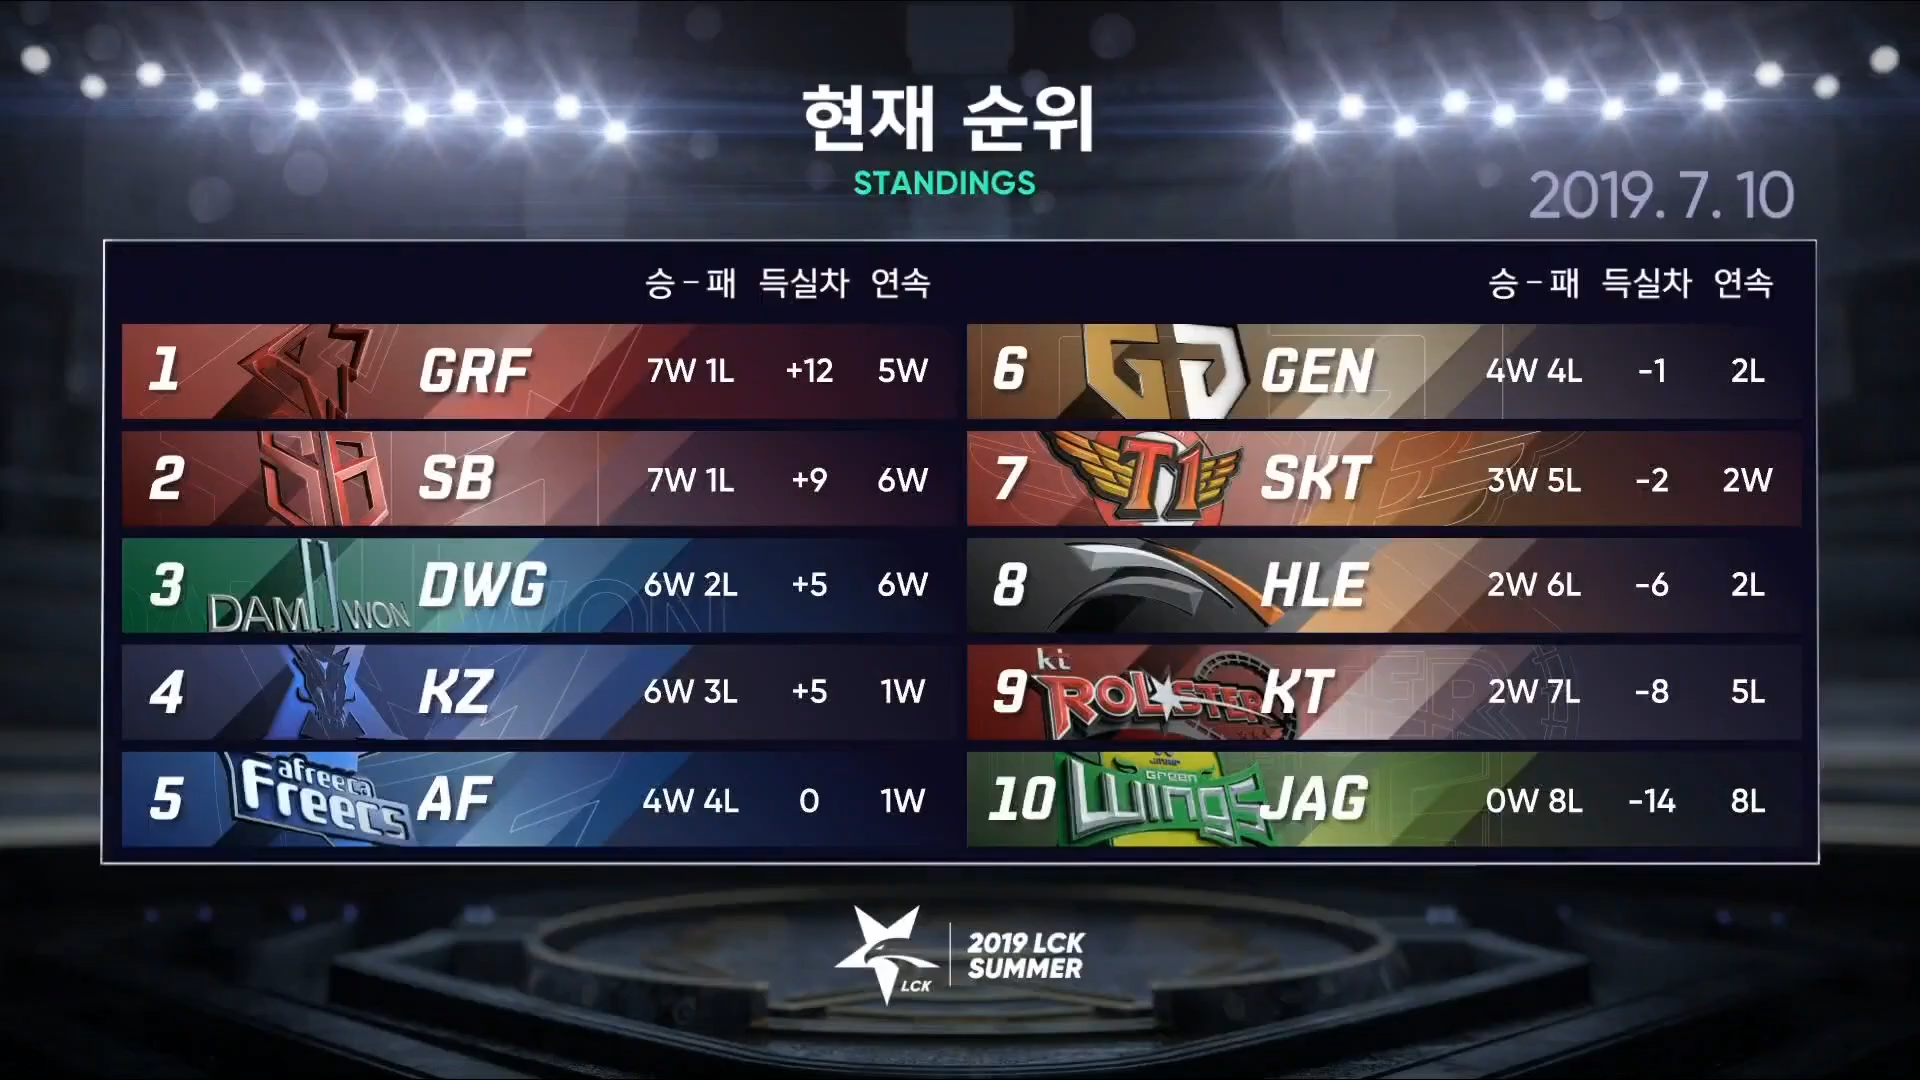 현재 순위
STANDINGS
2019. 7. 10
승 - 패 득실차 연속
1 GRF 7W 1L +12 5W
2 SB SB 7W 1L +9 6W
3 DAMWON DWG 6W 2L +5 6W
4 KZ 6W 3L +5 1W
5 afreeca Freecs AF 4W 4L 0 1W
승 - 패 득실차 연속
6 GG GEN 4W 4L -1 2L
7 T1 SKT 3W 5L -2 2W
8 HLE 2W 6L -6 2L
9 kt ROLSTER KT 2W 7L -8 5L
10 GREEN WINGS JAG 0W 8L -14 8L
LCK
2019 LCK
SUMMER